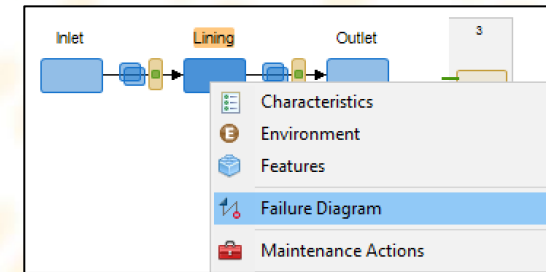 Inlet Lining Outlet 3
Characteristics
E Environment
Features
Failure Diagram
Maintenance Actions